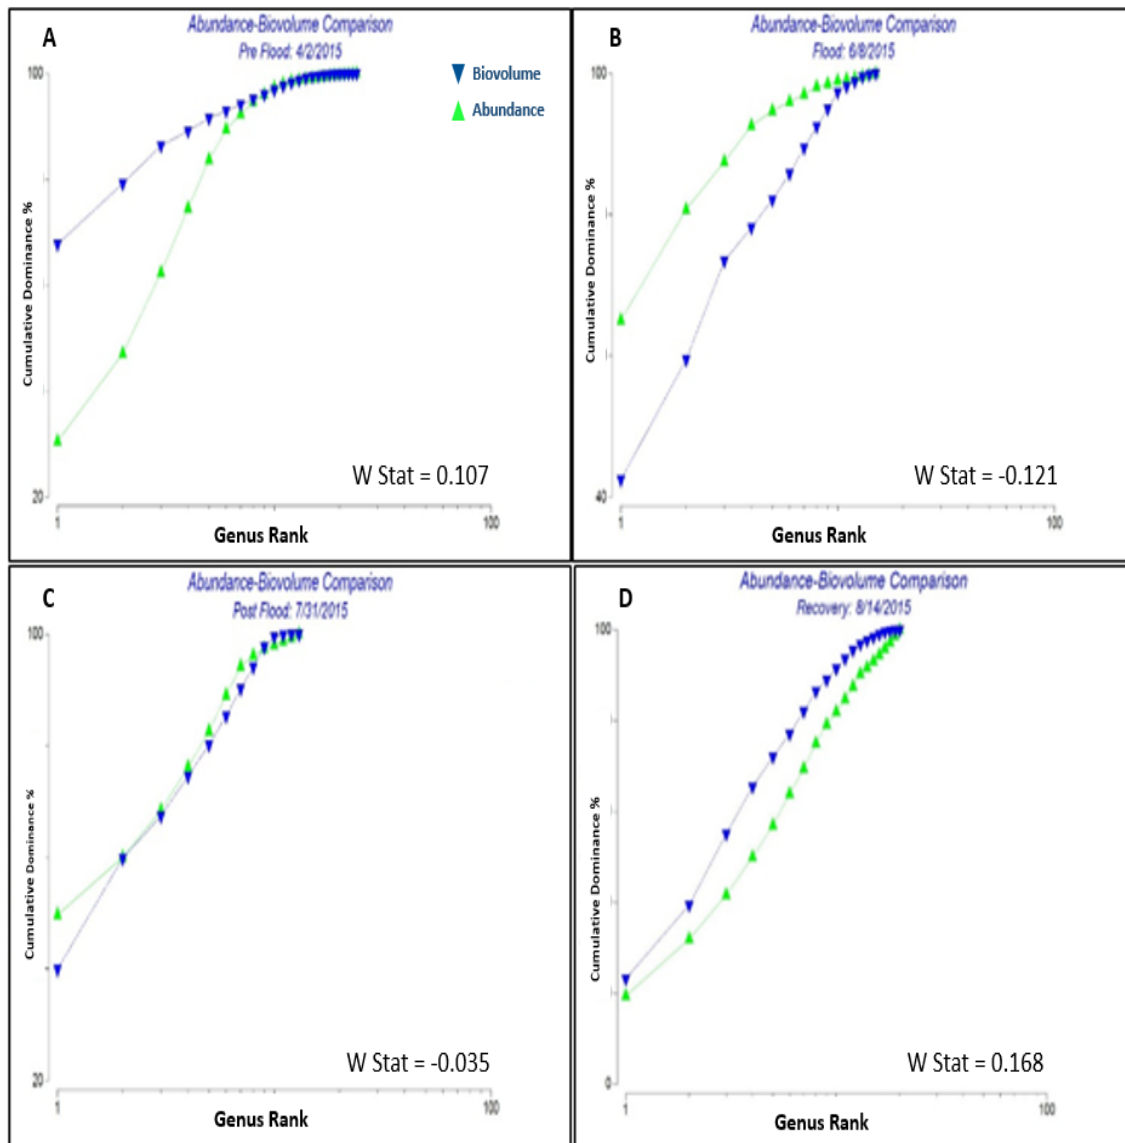 A
Abundance-Biovolume Comparison
Pre Flood: 4/2/2015
Biovolume
Abundance
100
Cumulative Dominance %
20
1
100
Genus Rank
W Stat = 0.107
B
Abundance-Biovolume Comparison
Flood: 6/8/2015
100
Cumulative Dominance %
40
1
100
Genus Rank
W Stat = -0.121
C
Abundance-Biovolume Comparison
Post Flood: 7/31/2015
100
Cumulative Dominance %
20
1
100
Genus Rank
W Stat = -0.035
D
Abundance-Biovolume Comparison
Recovery: 8/14/2015
100
Cumulative Dominance %
0
1
100
Genus Rank
W Stat = 0.168